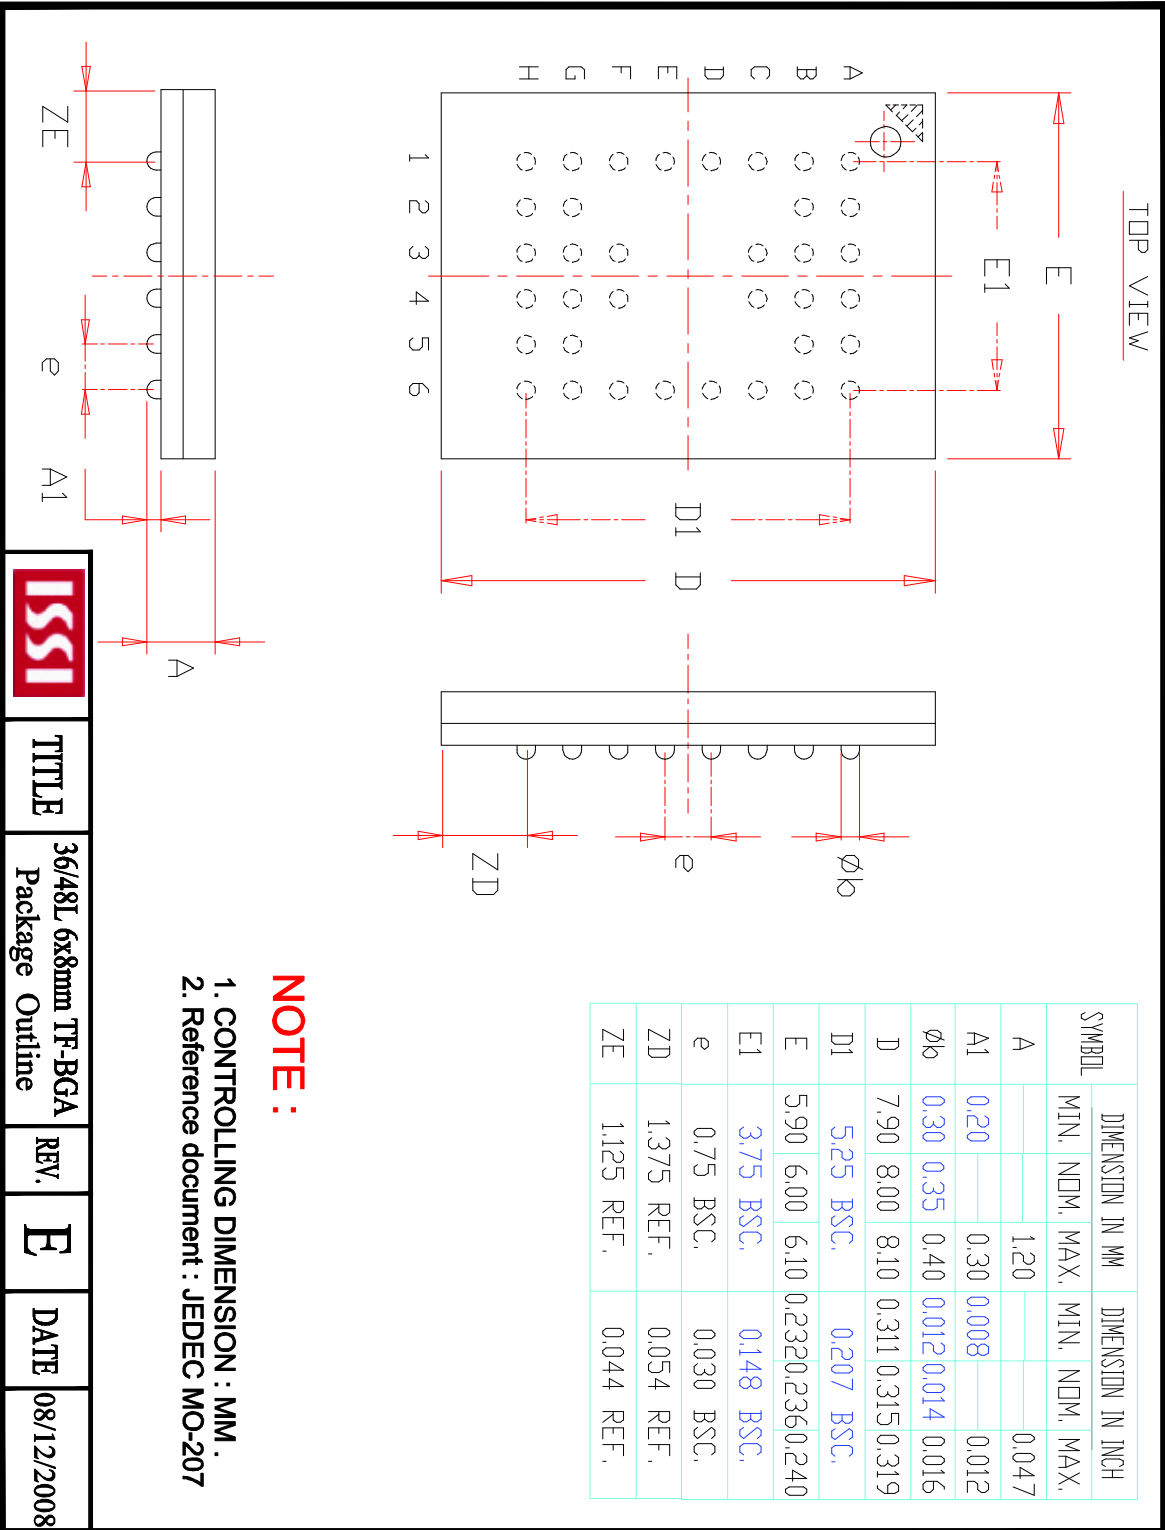 TOP VIEW
E
E1
A B C D E F G H
1 2 3 4 5 6
D1
D
ZE
e
A1
A
Øb
e
ZD
SYMBOL DIMENSION IN MM DIMENSION IN INCH
MIN. NOM. MAX. MIN. NOM. MAX.
A 1.20 0.047
A1 0.20 0.30 0.008 0.012
Øb 0.30 0.35 0.40 0.012 0.014 0.016
D 7.90 8.00 8.10 0.311 0.315 0.319
D1 5.25 BSC. 0.207 BSC.
E 5.90 6.00 6.10 0.232 0.236 0.240
E1 3.75 BSC. 0.148 BSC.
e 0.75 BSC. 0.030 BSC.
ZD 1.375 REF. 0.054 REF.
ZE 1.125 REF. 0.044 REF.
NOTE :
1. CONTROLLING DIMENSION : MM .
2. Reference document : JEDEC MO-207
ISSI
TITLE
36/48L 6x8mm TF-BGA
Package Outline
REV.
E
DATE
08/12/2008